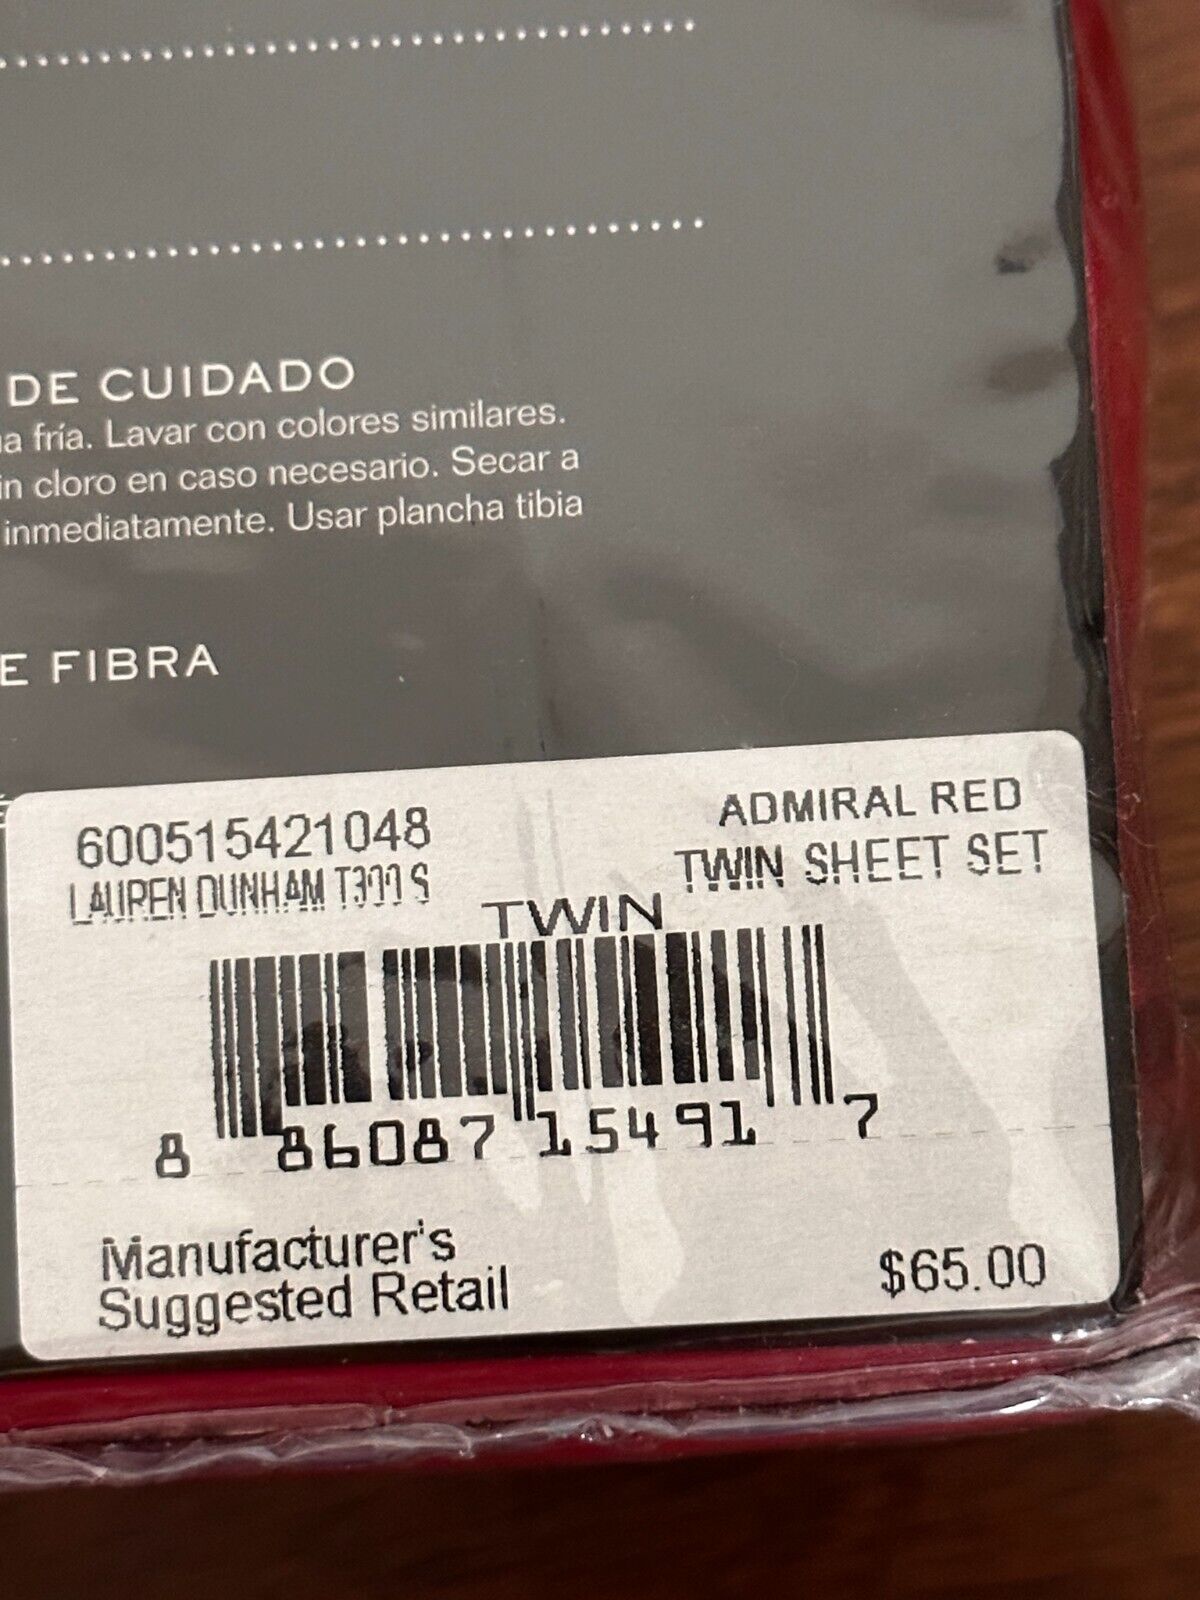 DE CUIDADO
a fría. Lavar con colores similares.
in cloro en caso necesario. Secar a
inmediatamente. Usar plancha tibia
E FIBRA
600515421048
ADMIRAL RED
LAUREN DUNHAM T300 S
TWIN SHEET SET
TWIN
8 86087 15491 7
Manufacturer's
Suggested Retail
$65.00